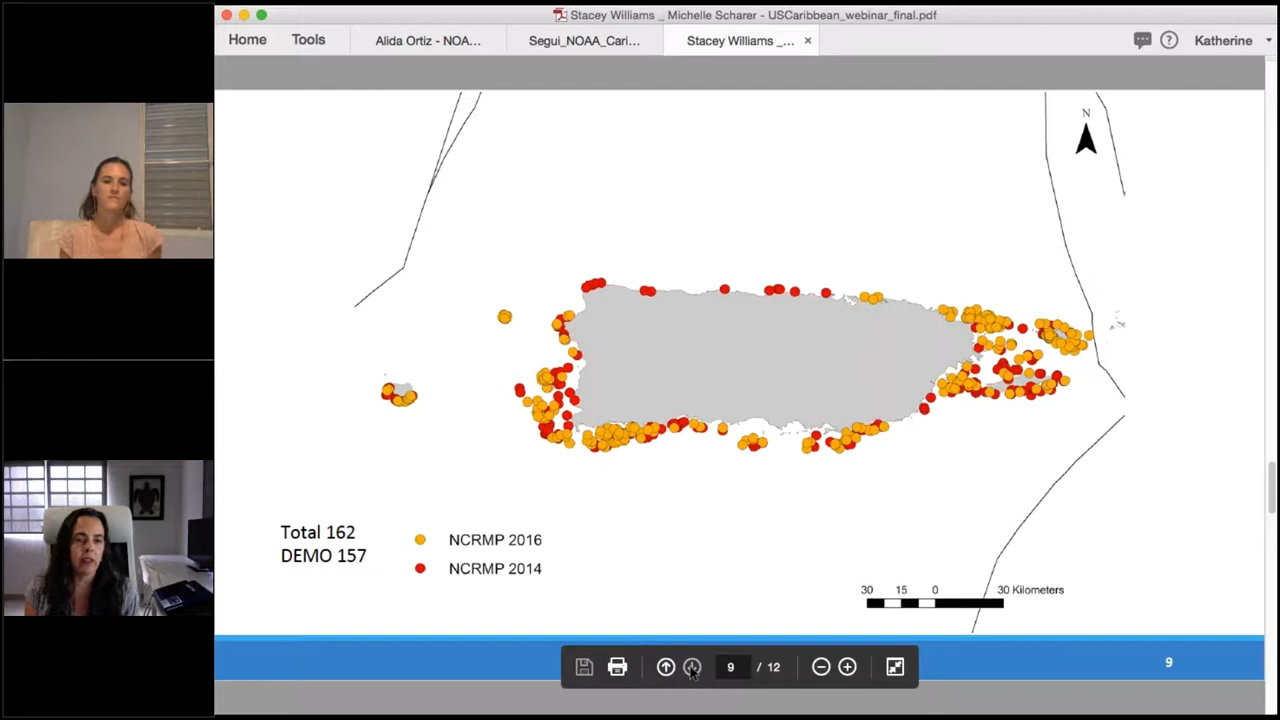 Stacey Williams _ Michelle Scharer - USCaribbean_webinar_final.pdf
Home Tools Alida Ortiz - NOA... Segui_NOAA_Cari... Stacey Williams _... × ? Katherine
N
Total 162
DEMO 157
NCRMP 2016
NCRMP 2014
30 15 0 30 Kilometers
9
9 / 12